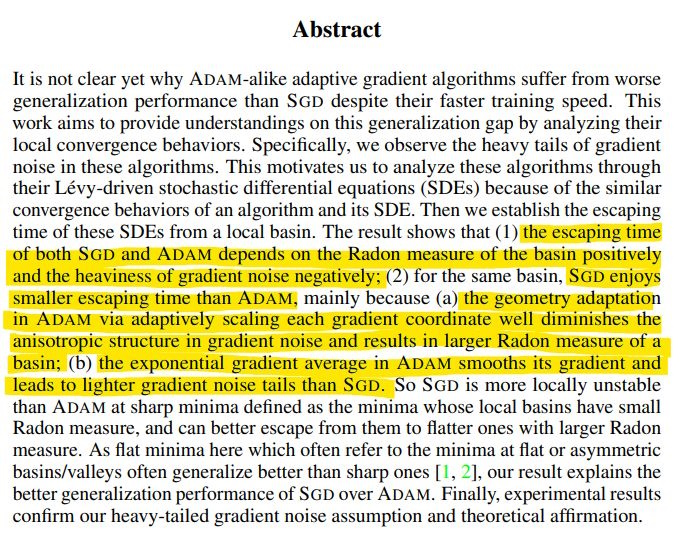 Abstract
It is not clear yet why ADAM-alike adaptive gradient algorithms suffer from worse
generalization performance than SGD despite their faster training speed. This
work aims to provide understandings on this generalization gap by analyzing their
local convergence behaviors. Specifically, we observe the heavy tails of gradient
noise in these algorithms. This motivates us to analyze these algorithms through
their Lévy-driven stochastic differential equations (SDEs) because of the similar
convergence behaviors of an algorithm and its SDE. Then we establish the escaping
time of these SDEs from a local basin. The result shows that (1) the escaping time
of both SGD and ADAM depends on the Radon measure of the basin positively
and the heaviness of gradient noise negatively; (2) for the same basin, SGD enjoys
smaller escaping time than ADAM, mainly because (a) the geometry adaptation
in ADAM via adaptively scaling each gradient coordinate well diminishes the
anisotropic structure in gradient noise and results in larger Radon measure of a
basin; (b) the exponential gradient average in ADAM smooths its gradient and
leads to lighter gradient noise tails than SGD. So SGD is more locally unstable
than ADAM at sharp minima defined as the minima whose local basins have small
Radon measure, and can better escape from them to flatter ones with larger Radon
measure. As flat minima here which often refer to the minima at flat or asymmetric
basins/valleys often generalize better than sharp ones [1, 2], our result explains the
better generalization performance of SGD over ADAM. Finally, experimental results
confirm our heavy-tailed gradient noise assumption and theoretical affirmation.